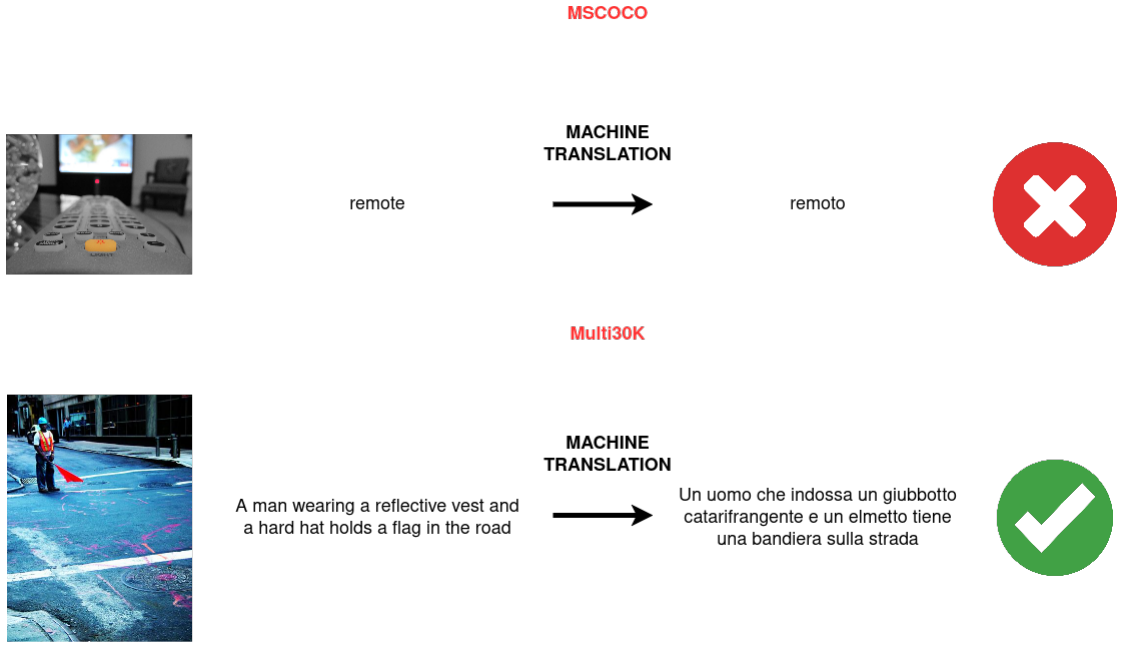 MSCOCO
MACHINE
TRANSLATION
remote
remoto
Multi30K
MACHINE
TRANSLATION
A man wearing a reflective vest and
a hard hat holds a flag in the road
Un uomo che indossa un giubbotto
catarifrangente e un elmetto tiene
una bandiera sulla strada